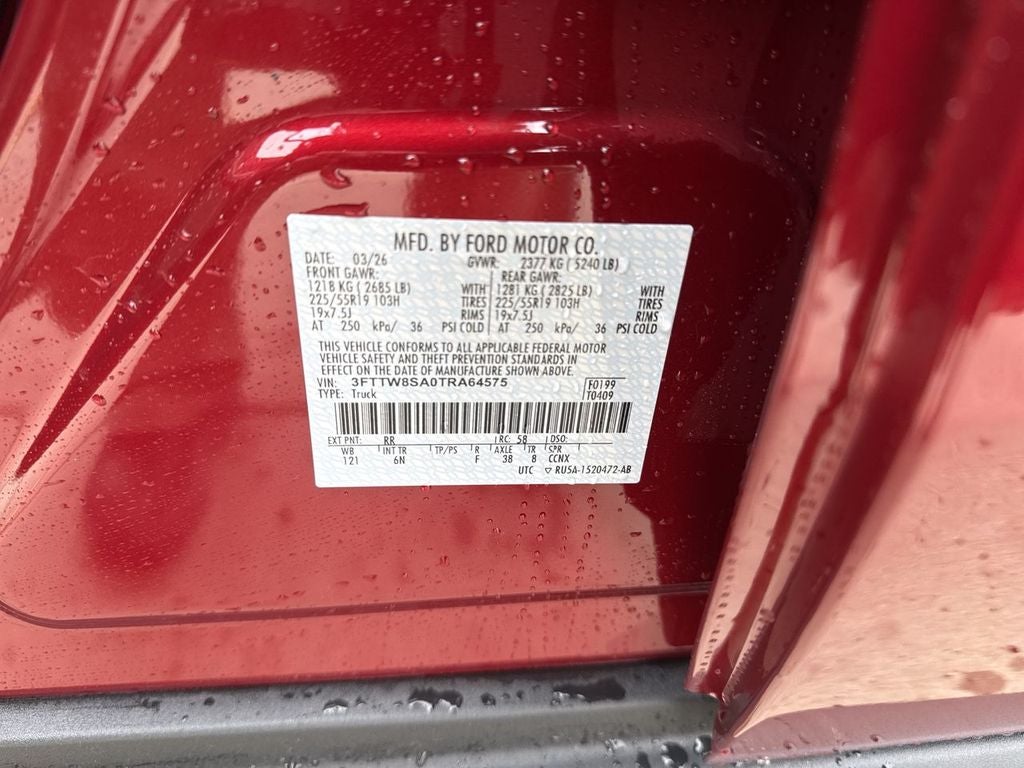 MFD. BY FORD MOTOR CO.
DATE: 03/26 GVWR: 2377 KG ( 5240 LB)
FRONT GAWR: REAR GAWR:
1218 KG ( 2685 LB) WITH 1281 KG ( 2825 LB) WITH
225/55R19 103H TIRES 225/55R19 103H TIRES
19x7.5J RIMS 19x7.5J RIMS
AT 250 kPa/ 36 PSI COLD AT 250 kPa/ 36 PSI COLD
THIS VEHICLE CONFORMS TO ALL APPLICABLE FEDERAL MOTOR
VEHICLE SAFETY AND THEFT PREVENTION STANDARDS IN
EFFECT ON THE DATE OF MANUFACTURE SHOWN ABOVE.
VIN: 3FTTW8SA0TRA64575 F0199
TYPE: Truck T0409
EXT PNT: RR RC: 58 DSO:
WB INT TR TP/PS R AXLE TR SPR
121 6N F 38 8 CCNX
UTC ▽ RU5A-1520472-AB